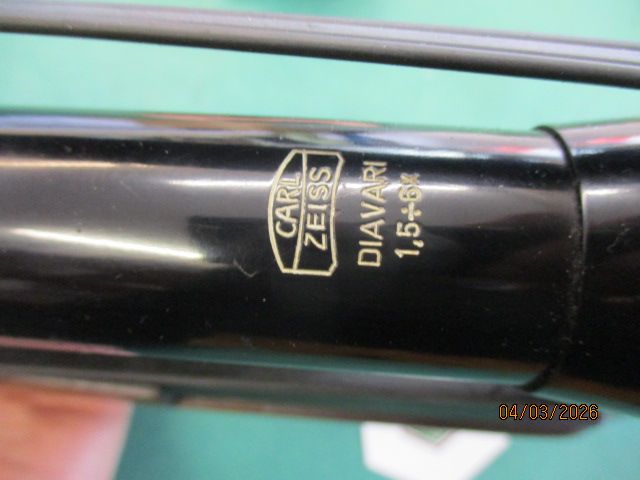 CARL
ZEISS
DIAVARI
1,5÷6x
04/03/2026